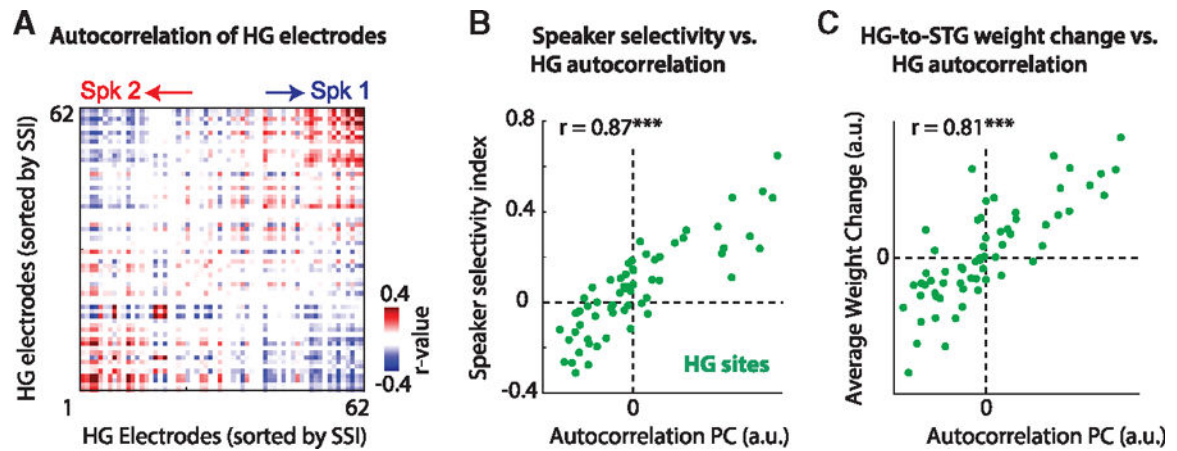 A
Autocorrelation of HG electrodes
Spk 2
Spk 1
62
HG electrodes (sorted by SSI)
1
62
HG Electrodes (sorted by SSI)
0.4
-0.4
r-value
B
Speaker selectivity vs.
HG autocorrelation
r = 0.87***
Speaker selectivity index
0.8
0.4
0
-0.4
HG sites
0
Autocorrelation PC (a.u.)
C
HG-to-STG weight change vs.
HG autocorrelation
r = 0.81***
Average Weight Change (a.u.)
0
0
Autocorrelation PC (a.u.)